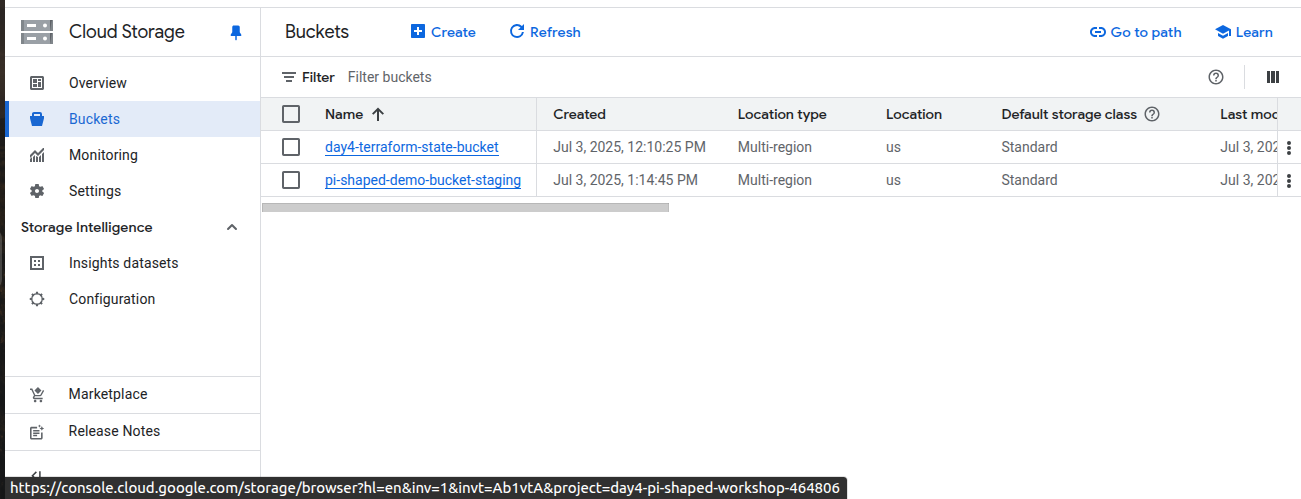 Cloud Storage
Buckets
Create
Refresh
Go to path
Learn
Overview
Buckets
Monitoring
Settings
Storage Intelligence
Insights datasets
Configuration
Marketplace
Release Notes
Filter Filter buckets
Name Created Location type Location Default storage class Last moc
day4-terraform-state-bucket Jul 3, 2025, 12:10:25 PM Multi-region us Standard Jul 3, 202
pi-shaped-demo-bucket-staging Jul 3, 2025, 1:14:45 PM Multi-region us Standard Jul 3, 202
https://console.cloud.google.com/storage/browser?hl=en&inv=1&invt=Ab1vtA&project=day4-pi-shaped-workshop-464806